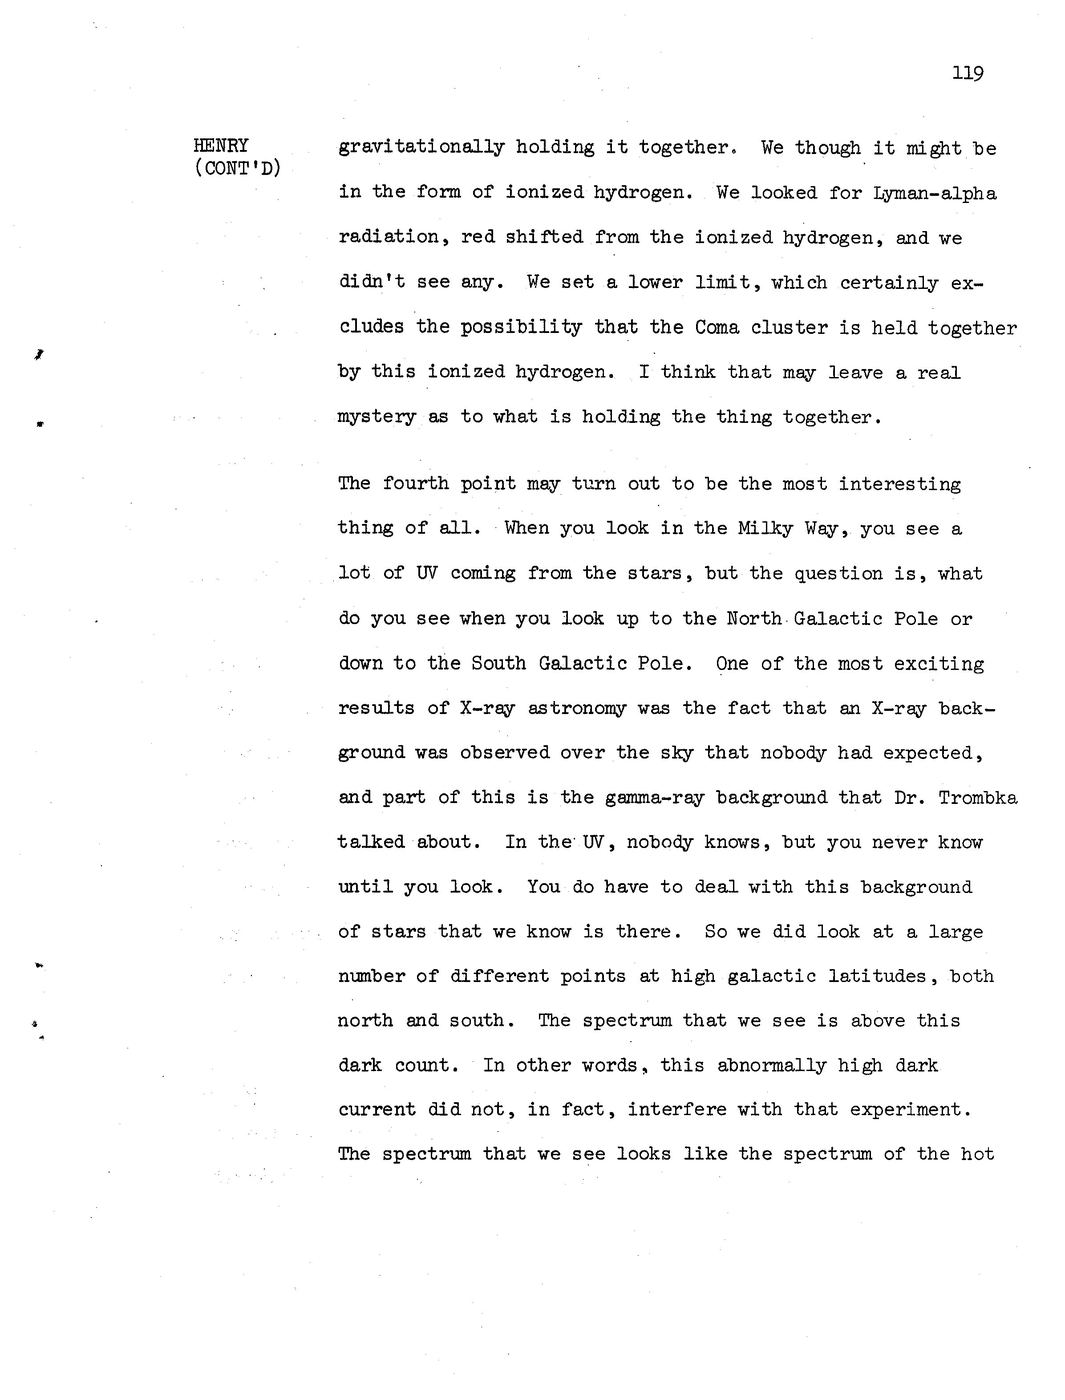 119
HENRY
(CONT'D)
gravitationally holding it together. We though it might be
in the form of ionized hydrogen. We looked for Lyman-alpha
radiation, red shifted from the ionized hydrogen, and we
didn't see any. We set a lower limit, which certainly ex-
cludes the possibility that the Coma cluster is held together
by this ionized hydrogen. I think that may leave a real
mystery as to what is holding the thing together.
The fourth point may turn out to be the most interesting
thing of all. When you look in the Milky Way, you see a
lot of UV coming from the stars, but the question is, what
do you see when you look up to the North Galactic Pole or
down to the South Galactic Pole. One of the most exciting
results of X-ray astronomy was the fact that an X-ray back-
ground was observed over the sky that nobody had expected,
and part of this is the gamma-ray background that Dr. Trombka
talked about. In the UV, nobody knows, but you never know
until you look. You do have to deal with this background
of stars that we know is there. So we did look at a large
number of different points at high galactic latitudes, both
north and south. The spectrum that we see is above this
dark count. In other words, this abnormally high dark
current did not, in fact, interfere with that experiment.
The spectrum that we see looks like the spectrum of the hot